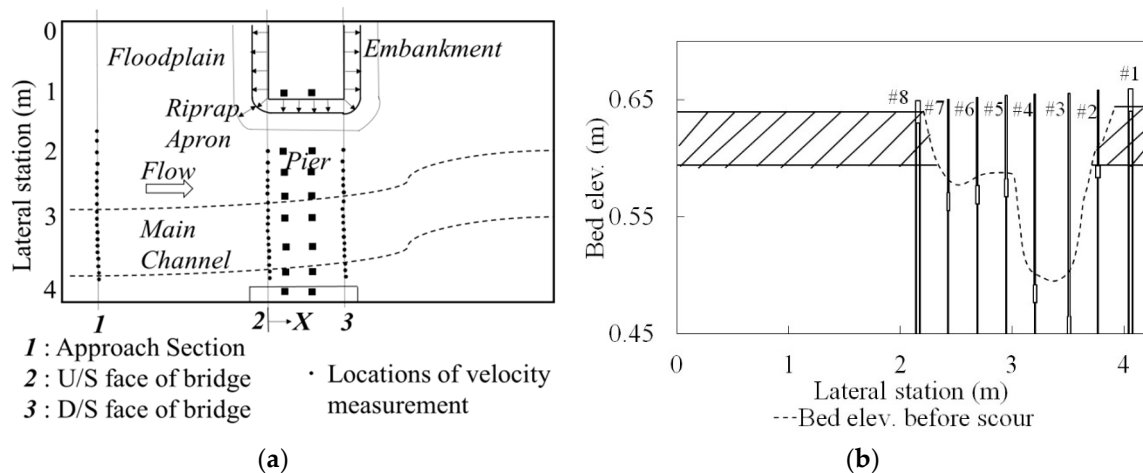 0
Floodplain
Embankment
1
Riprap
Apron
2
Pier
Flow
3
Main
Channel
4
Lateral station (m)
1
2
X
3
1 : Approach Section
2 : U/S face of bridge
3 : D/S face of bridge
· Locations of velocity
measurement
(a)
#1
#8
#7
#6
#5
#4
#3
#2
0.65
0.55
0.45
Bed elev. (m)
0
1
2
3
4
Lateral station (m)
---Bed elev. before scour
(b)